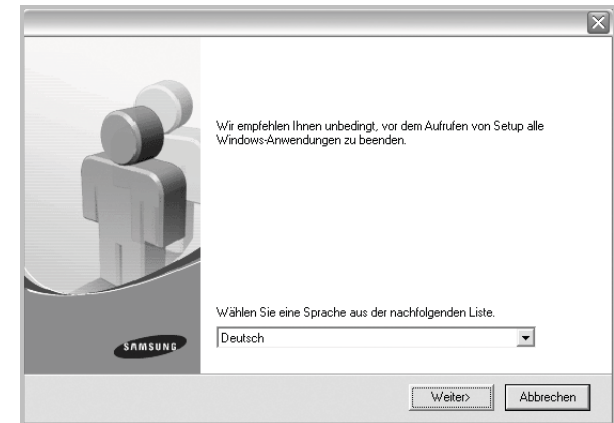 Wir empfehlen Ihnen unbedingt, vor dem Aufrufen von Setup alle
Windows-Anwendungen zu beenden.
Wählen Sie eine Sprache aus der nachfolgenden Liste.
Deutsch
SAMSUNG
Weiter> Abbrechen